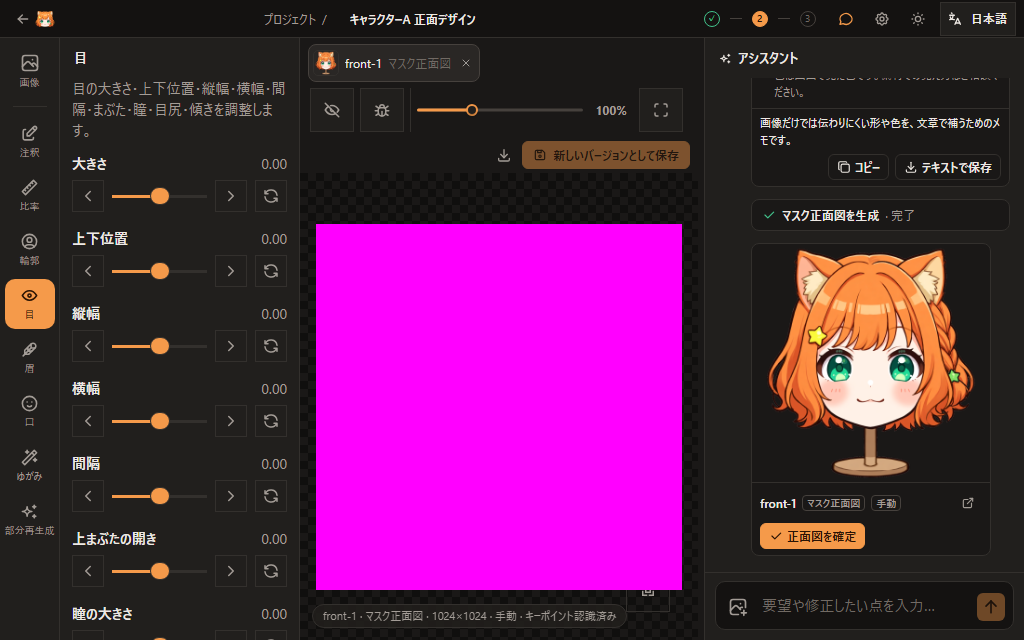 プロジェクト / キャラクターA 正面デザイン
2
3
日本語
画像
注釈
比率
輪郭
目
眉
口
ゆがみ
部分再生成
目
目の大きさ・上下位置・縦幅・横幅・間
隔・まぶた・瞳・目尻・傾きを調整しま
す。
大きさ 0.00
上下位置 0.00
縦幅 0.00
横幅 0.00
間隔 0.00
上まぶたの開き 0.00
瞳の大きさ 0.00
front-1 マスク正面図
100%
新しいバージョンとして保存
front-1 · マスク正面図 · 1024×1024 · 手動 · キーポイント認識済み
アシスタント
ださい。
画像だけでは伝わりにくい形や色を、文章で補うためのメ
モです。
コピー
テキストで保存
マスク正面図を生成 · 完了
front-1 マスク正面図 手動
正面図を確定
要望や修正したい点を入力...